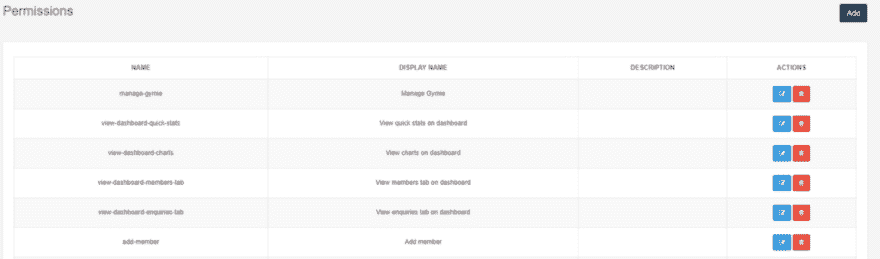 Permissions
Add
NAME DISPLAY NAME DESCRIPTION ACTIONS
manage-gymie Manage Gymie
view-dashboard-quick-stats View quick stats on dashboard
view-dashboard-charts View charts on dashboard
view-dashboard-members-tab View members tab on dashboard
view-dashboard-enquiries-tab View enquiries tab on dashboard
add-member Add member